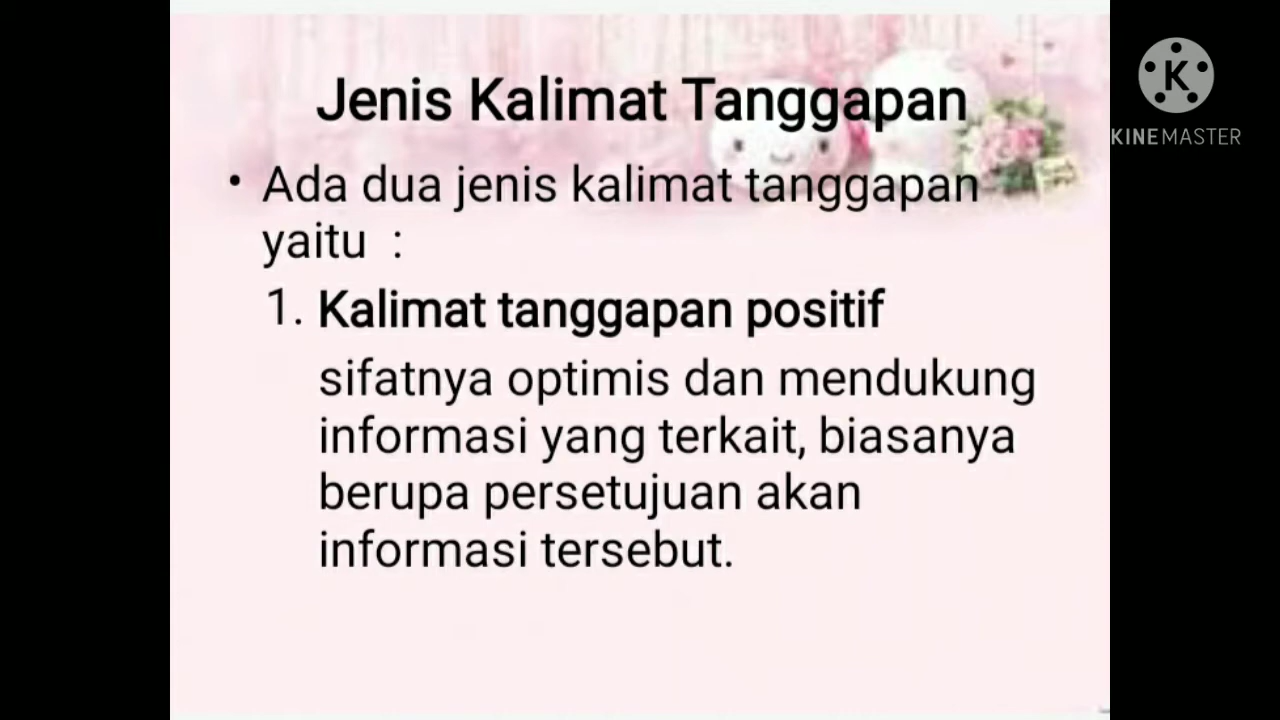 Jenis Kalimat Tanggapan
• Ada dua jenis kalimat tanggapan
yaitu :
1. Kalimat tanggapan positif
sifatnya optimis dan mendukung
informasi yang terkait, biasanya
berupa persetujuan akan
informasi tersebut.
K
KINEMASTER